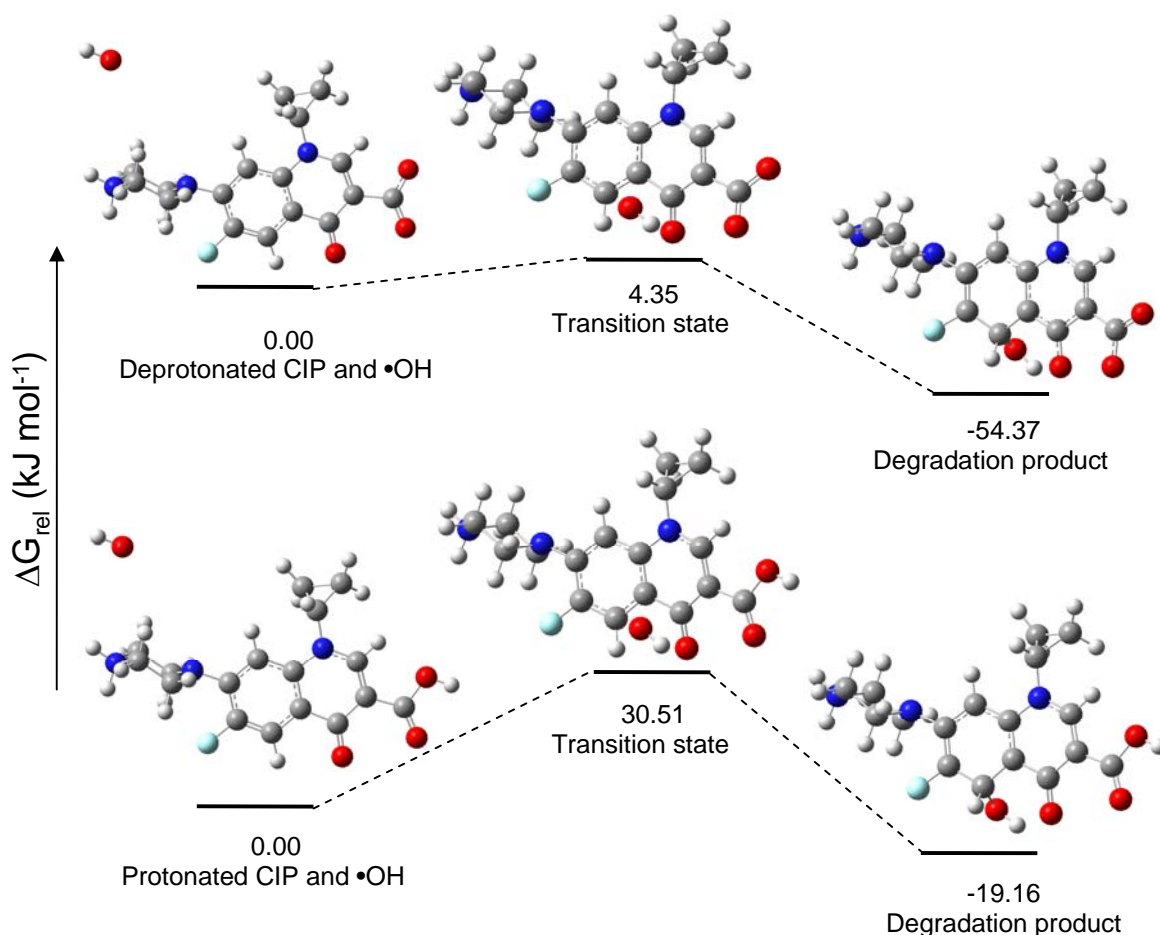 ΔG_rel (kJ mol⁻¹)
0.00
Deprotonated CIP and •OH
4.35
Transition state
-54.37
Degradation product
0.00
Protonated CIP and •OH
30.51
Transition state
-19.16
Degradation product